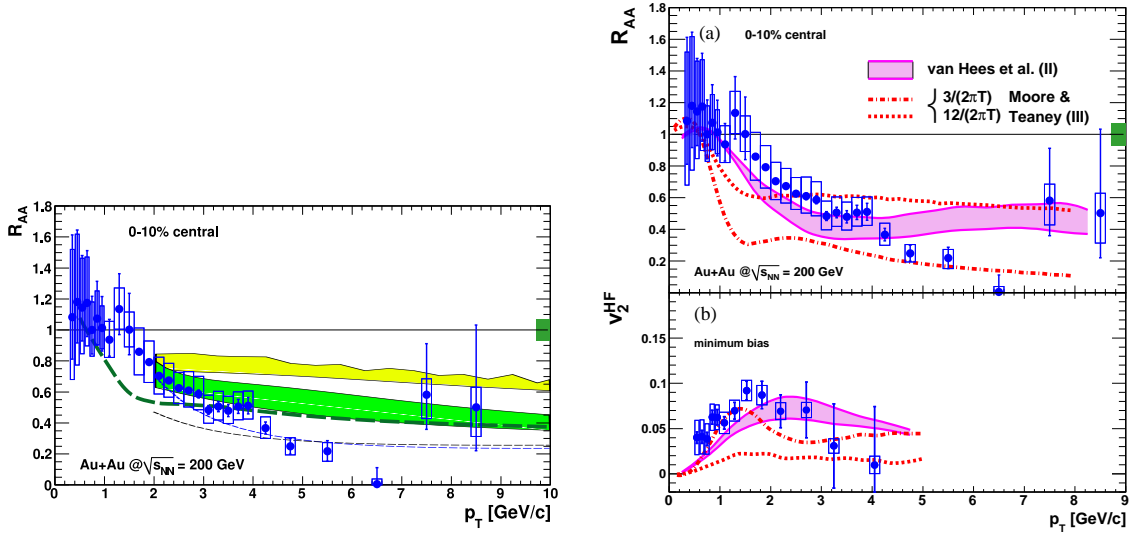 R_AA
1.8
1.6
1.4
1.2
1
0.8
0.6
0.4
0.2
0
0-10% central
Au+Au @√s_NN = 200 GeV
0 1 2 3 4 5 6 7 8 9 10
p_T [GeV/c]
R_AA
1.8
1.6
1.4
1.2
1
0.8
0.6
0.4
0.2
(a)
0-10% central
van Hees et al. (II)
3/(2πT) Moore &
12/(2πT) Teaney (III)
Au+Au @√s_NN = 200 GeV
v_2^HF
0.15
0.1
0.05
0
(b)
minimum bias
0 1 2 3 4 5 6 7 8 9
p_T [GeV/c]